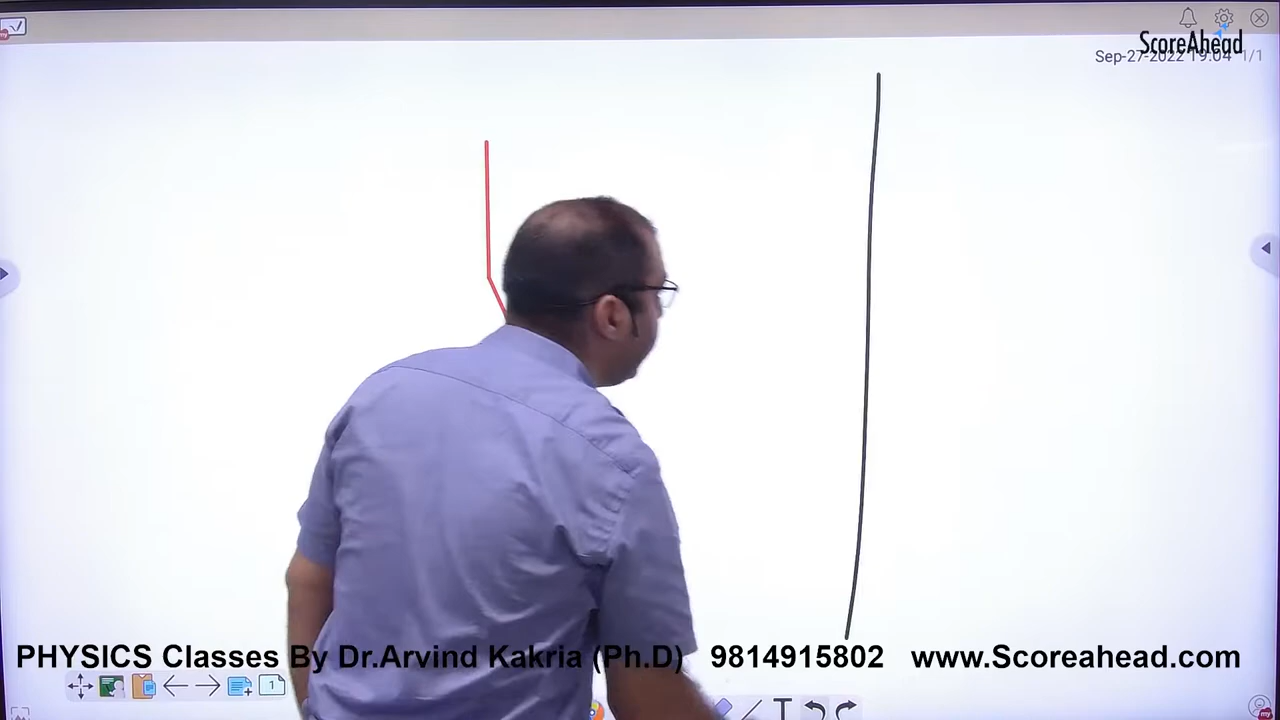 ScoreAhead
Sep-27-2022 19:04 1/1
PHYSICS Classes By Dr.Arvind Kakria (Ph.D) 9814915802 www.Scoreahead.com
1
T